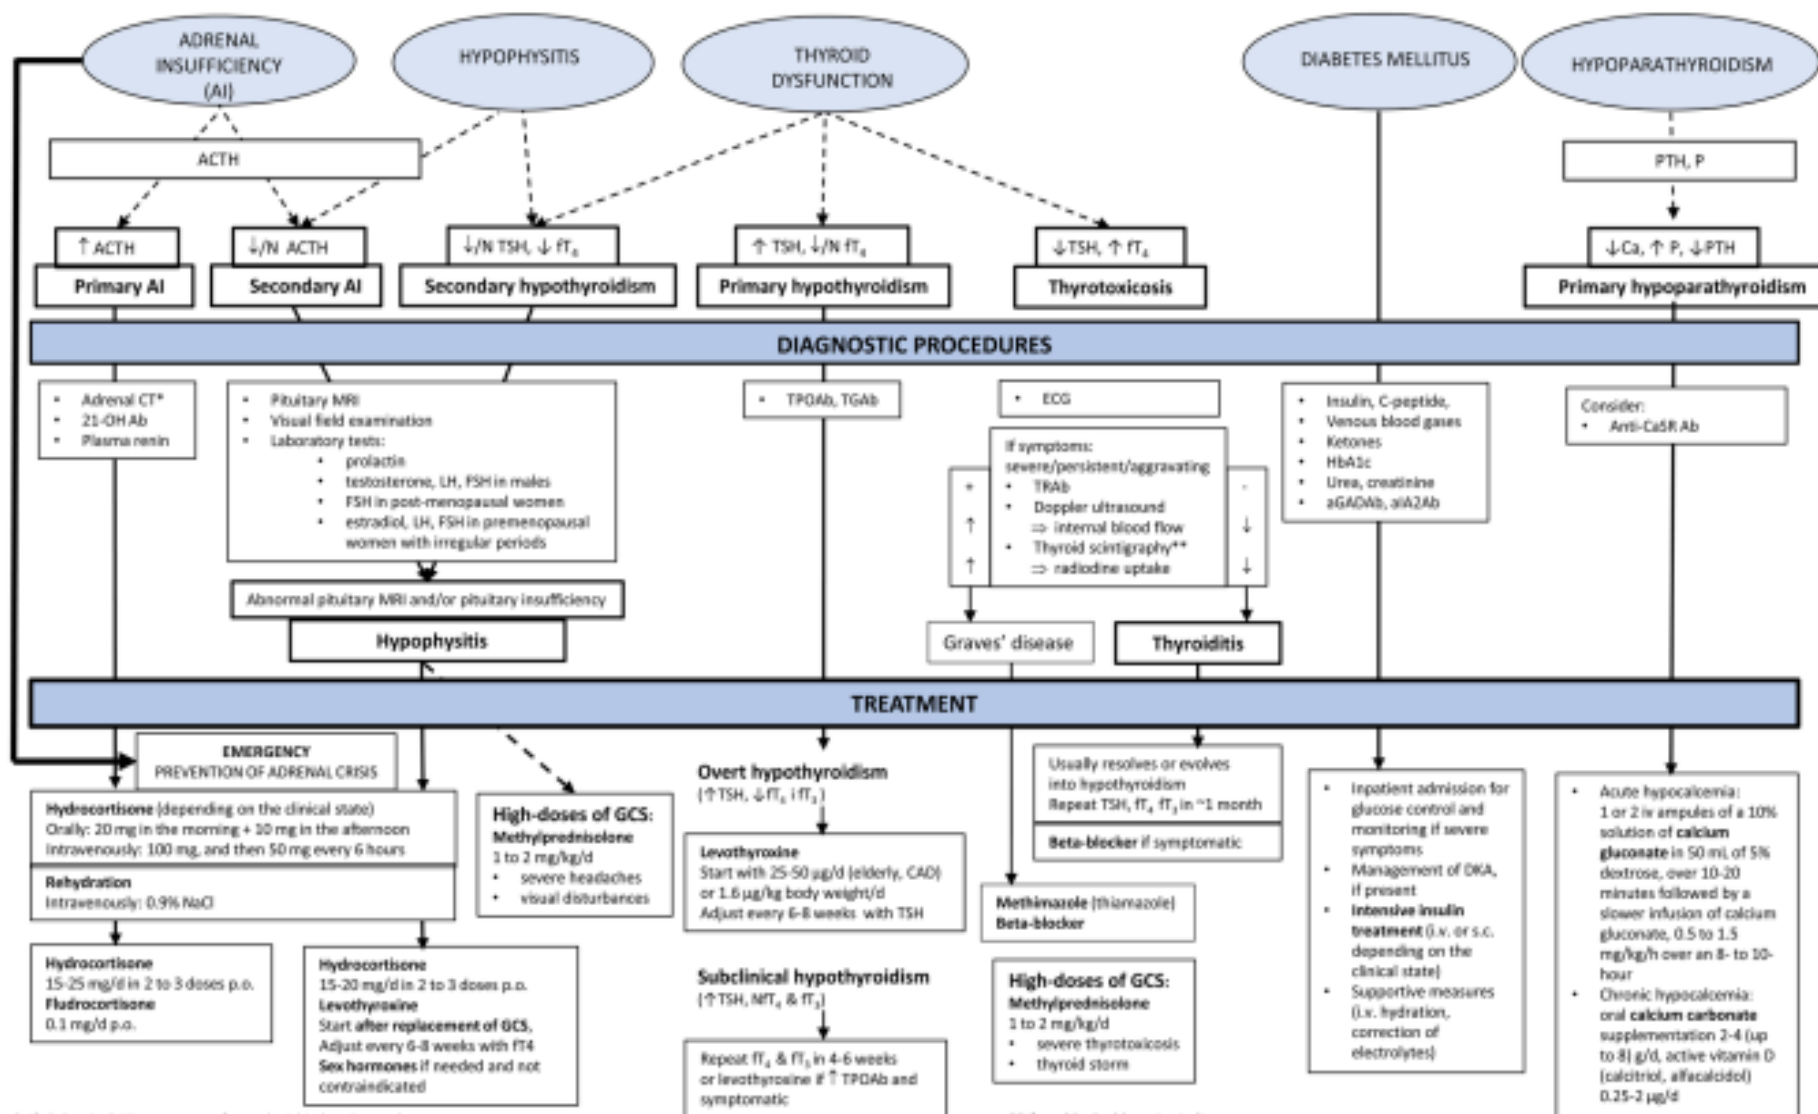 ADRENAL
INSUFFICIENCY
(AI)
HYPOPHYSITIS
THYROID
DYSFUNCTION
DIABETES MELLITUS
HYPOPARATHYROIDISM
ACTH
PTH, P
↑ ACTH
Primary AI
↓/N ACTH
Secondary AI
↓/N TSH, ↓ fT₄
Secondary hypothyroidism
↑ TSH, ↓/N fT₄
Primary hypothyroidism
↓TSH, ↑ fT₄
Thyrotoxicosis
↓Ca, ↑ P, ↓PTH
Primary hypoparathyroidism
DIAGNOSTIC PROCEDURES
• Adrenal CT*
• 21-OH Ab
• Plasma renin
• Pituitary MRI
• Visual field examination
• Laboratory tests:
• prolactin
• testosterone, LH, FSH in males
• FSH in post-menopausal women
• estradiol, LH, FSH in premenopausal
women with irregular periods
Abnormal pituitary MRI and/or pituitary insufficiency
Hypophysitis
• TPOAb, TGAb
• ECG
If symptoms:
severe/persistent/aggravating
• TRAb
• Doppler ultrasound
⇒ internal blood flow
• Thyroid scintigraphy**
⇒ radiodine uptake
+
↑
↑
-
↓
↓
Graves' disease
Thyroiditis
• Insulin, C-peptide,
• Venous blood gases
• Ketones
• HbA1c
• Urea, creatinine
• aGADAb, aIA2Ab
Consider:
• Anti-CaSR Ab
TREATMENT
EMERGENCY
PREVENTION OF ADRENAL CRISIS
Hydrocortisone (depending on the clinical state)
Orally: 20 mg in the morning + 10 mg in the afternoon
Intravenously: 100 mg, and then 50 mg every 6 hours
Rehydration
Intravenously: 0.9% NaCl
Hydrocortisone
15-25 mg/d in 2 to 3 doses p.o.
Fludrocortisone
0.1 mg/d p.o.
Hydrocortisone
15-20 mg/d in 2 to 3 doses p.o.
Levothyroxine
Start after replacement of GCS,
Adjust every 6-8 weeks with fT4
Sex hormones if needed and not
contraindicated
High-doses of GCS:
Methylprednisolone
1 to 2 mg/kg/d
• severe headaches
• visual disturbances
Overt hypothyroidism
(↑TSH, ↓fT₄ i fT₃)
Levothyroxine
Start with 25-50 µg/d (elderly, CAD)
or 1.6 µg/kg body weight/d
Adjust every 6-8 weeks with TSH
Subclinical hypothyroidism
(↑TSH, NfT₄ & fT₃)
Repeat fT₄ & fT₃ in 4-6 weeks
or levothyroxine if ↑ TPOAb and
symptomatic
Usually resolves or evolves
into hypothyroidism
Repeat TSH, fT₄ fT₃ in ~1 month
Beta-blocker if symptomatic
Methimazole (thiamazole)
Beta-blocker
High-doses of GCS:
Methylprednisolone
1 to 2 mg/kg/d
• severe thyrotoxicosis
• thyroid storm
• Inpatient admission for
glucose control and
monitoring if severe
symptoms
• Management of DKA,
if present
• Intensive insulin
treatment (i.v. or s.c.
depending on the
clinical state)
• Supportive measures
(i.v. hydration,
correction of
electrolytes)
• Acute hypocalcemia:
1 or 2 iv ampules of a 10%
solution of calcium
gluconate in 50 mL of 5%
dextrose, over 10-20
minutes followed by a
slower infusion of calcium
gluconate, 0.5 to 1.5
mg/kg/h over an 8- to 10-
hour
• Chronic hypocalcemia:
oral calcium carbonate
supplementation 2-4 (up
to 8) g/d, active vitamin D
(calcitriol, alfacalcidol)
0.25-2 µg/d